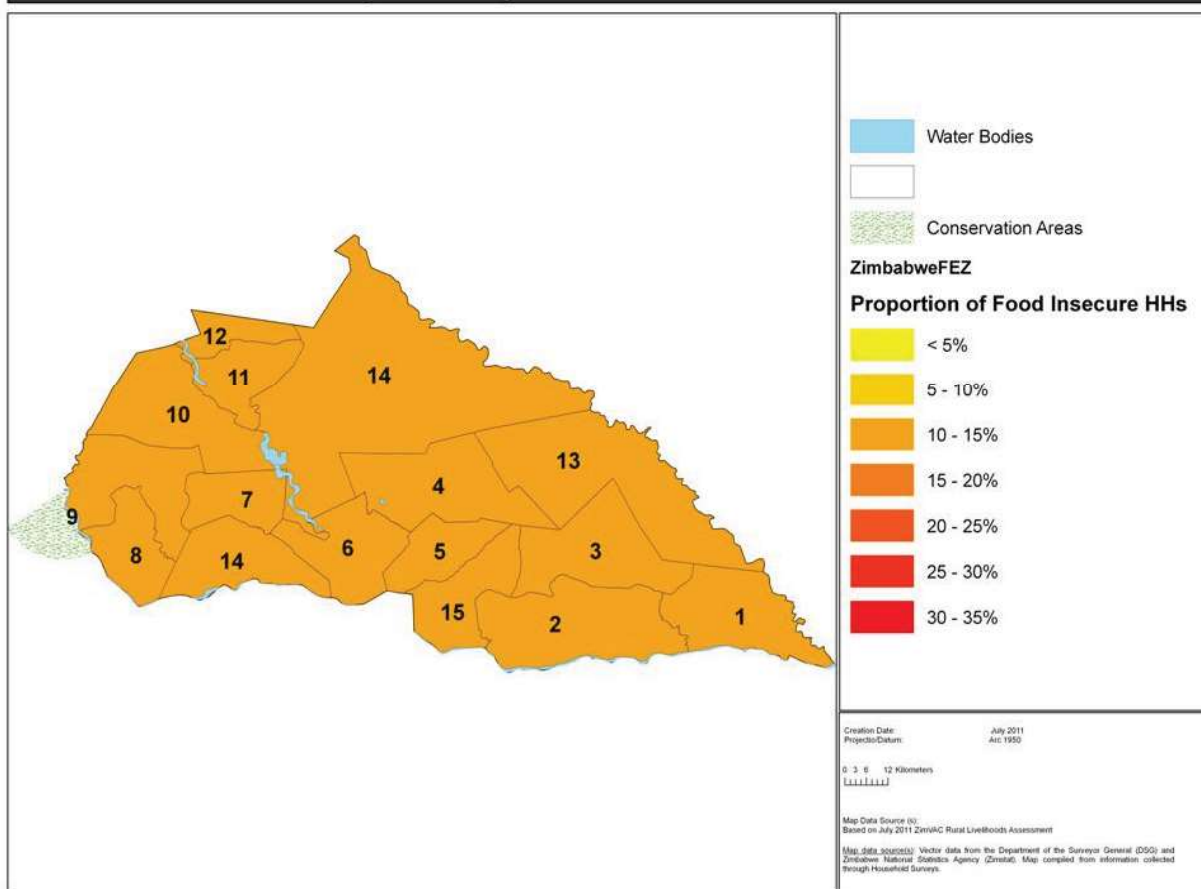 Water Bodies
Conservation Areas
ZimbabweFEZ
Proportion of Food Insecure HHs
< 5%
5 - 10%
10 - 15%
15 - 20%
20 - 25%
25 - 30%
30 - 35%
12
11
14
10
13
4
7
9
6
5
3
8
14
15
2
1
Creation Date: July 2011
Projectio/Datum: Arc 1950
0 3 6 12 Kilometers
Map Data Source (s):
Based on July 2011 ZimVAC Rural Livelihoods Assessment
Map data source(s): Vector data from the Department of the Surveyor General (DSG) and
Zimbabwe National Statistics Agency (Zimstat). Map compiled from information collected
through Household Surveys.